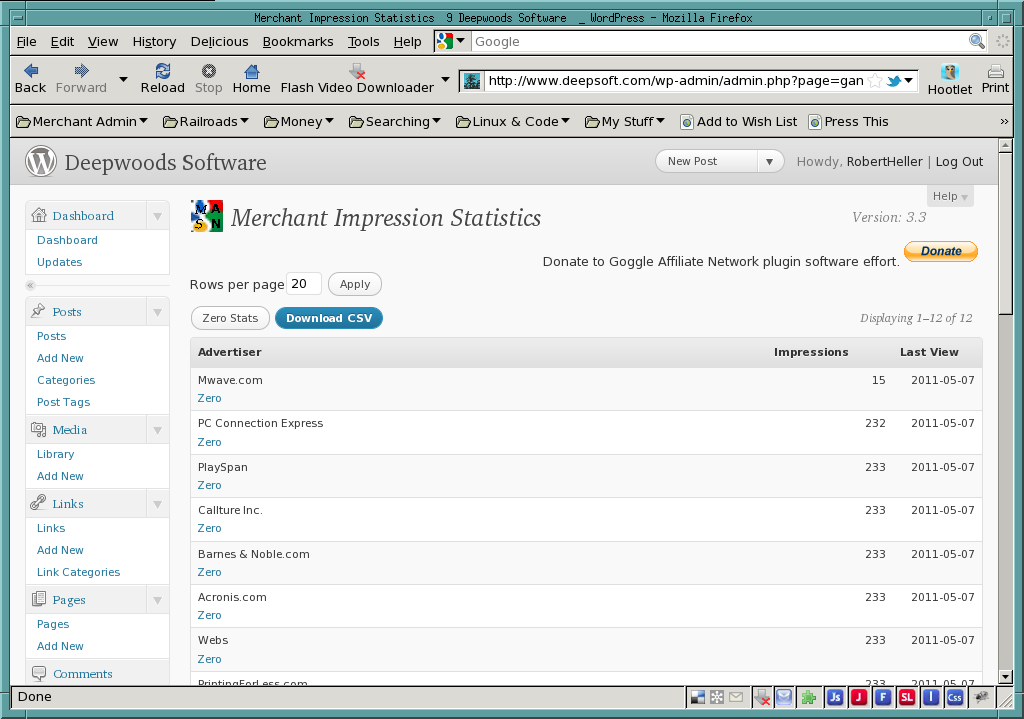 Merchant Impression Statistics 9 Deepwoods Software _ WordPress - Mozilla Firefox
File Edit View History Delicious Bookmarks Tools Help Google
Back Forward Reload Stop Home Flash Video Downloader http://www.deepsoft.com/wp-admin/admin.php?page=gan Hootlet Print
Merchant Admin Railroads Money Searching Linux & Code My Stuff Add to Wish List Press This »
Deepwoods Software New Post Howdy, RobertHeller | Log Out
Help
Dashboard
Dashboard
Updates
Posts
Posts
Add New
Categories
Post Tags
Media
Library
Add New
Links
Links
Add New
Link Categories
Pages
Pages
Add New
Comments
M A S N Merchant Impression Statistics Version: 3.3
Donate to Goggle Affiliate Network plugin software effort. Donate
Rows per page 20 Apply
Zero Stats Download CSV Displaying 1–12 of 12
Advertiser Impressions Last View
Mwave.com 15 2011-05-07
Zero
PC Connection Express 232 2011-05-07
Zero
PlaySpan 233 2011-05-07
Zero
Callture Inc. 233 2011-05-07
Zero
Barnes & Noble.com 233 2011-05-07
Zero
Acronis.com 233 2011-05-07
Zero
Webs 233 2011-05-07
Zero
PrintingForLess.com 233 2011-05-07
Done Js J F SL I Css